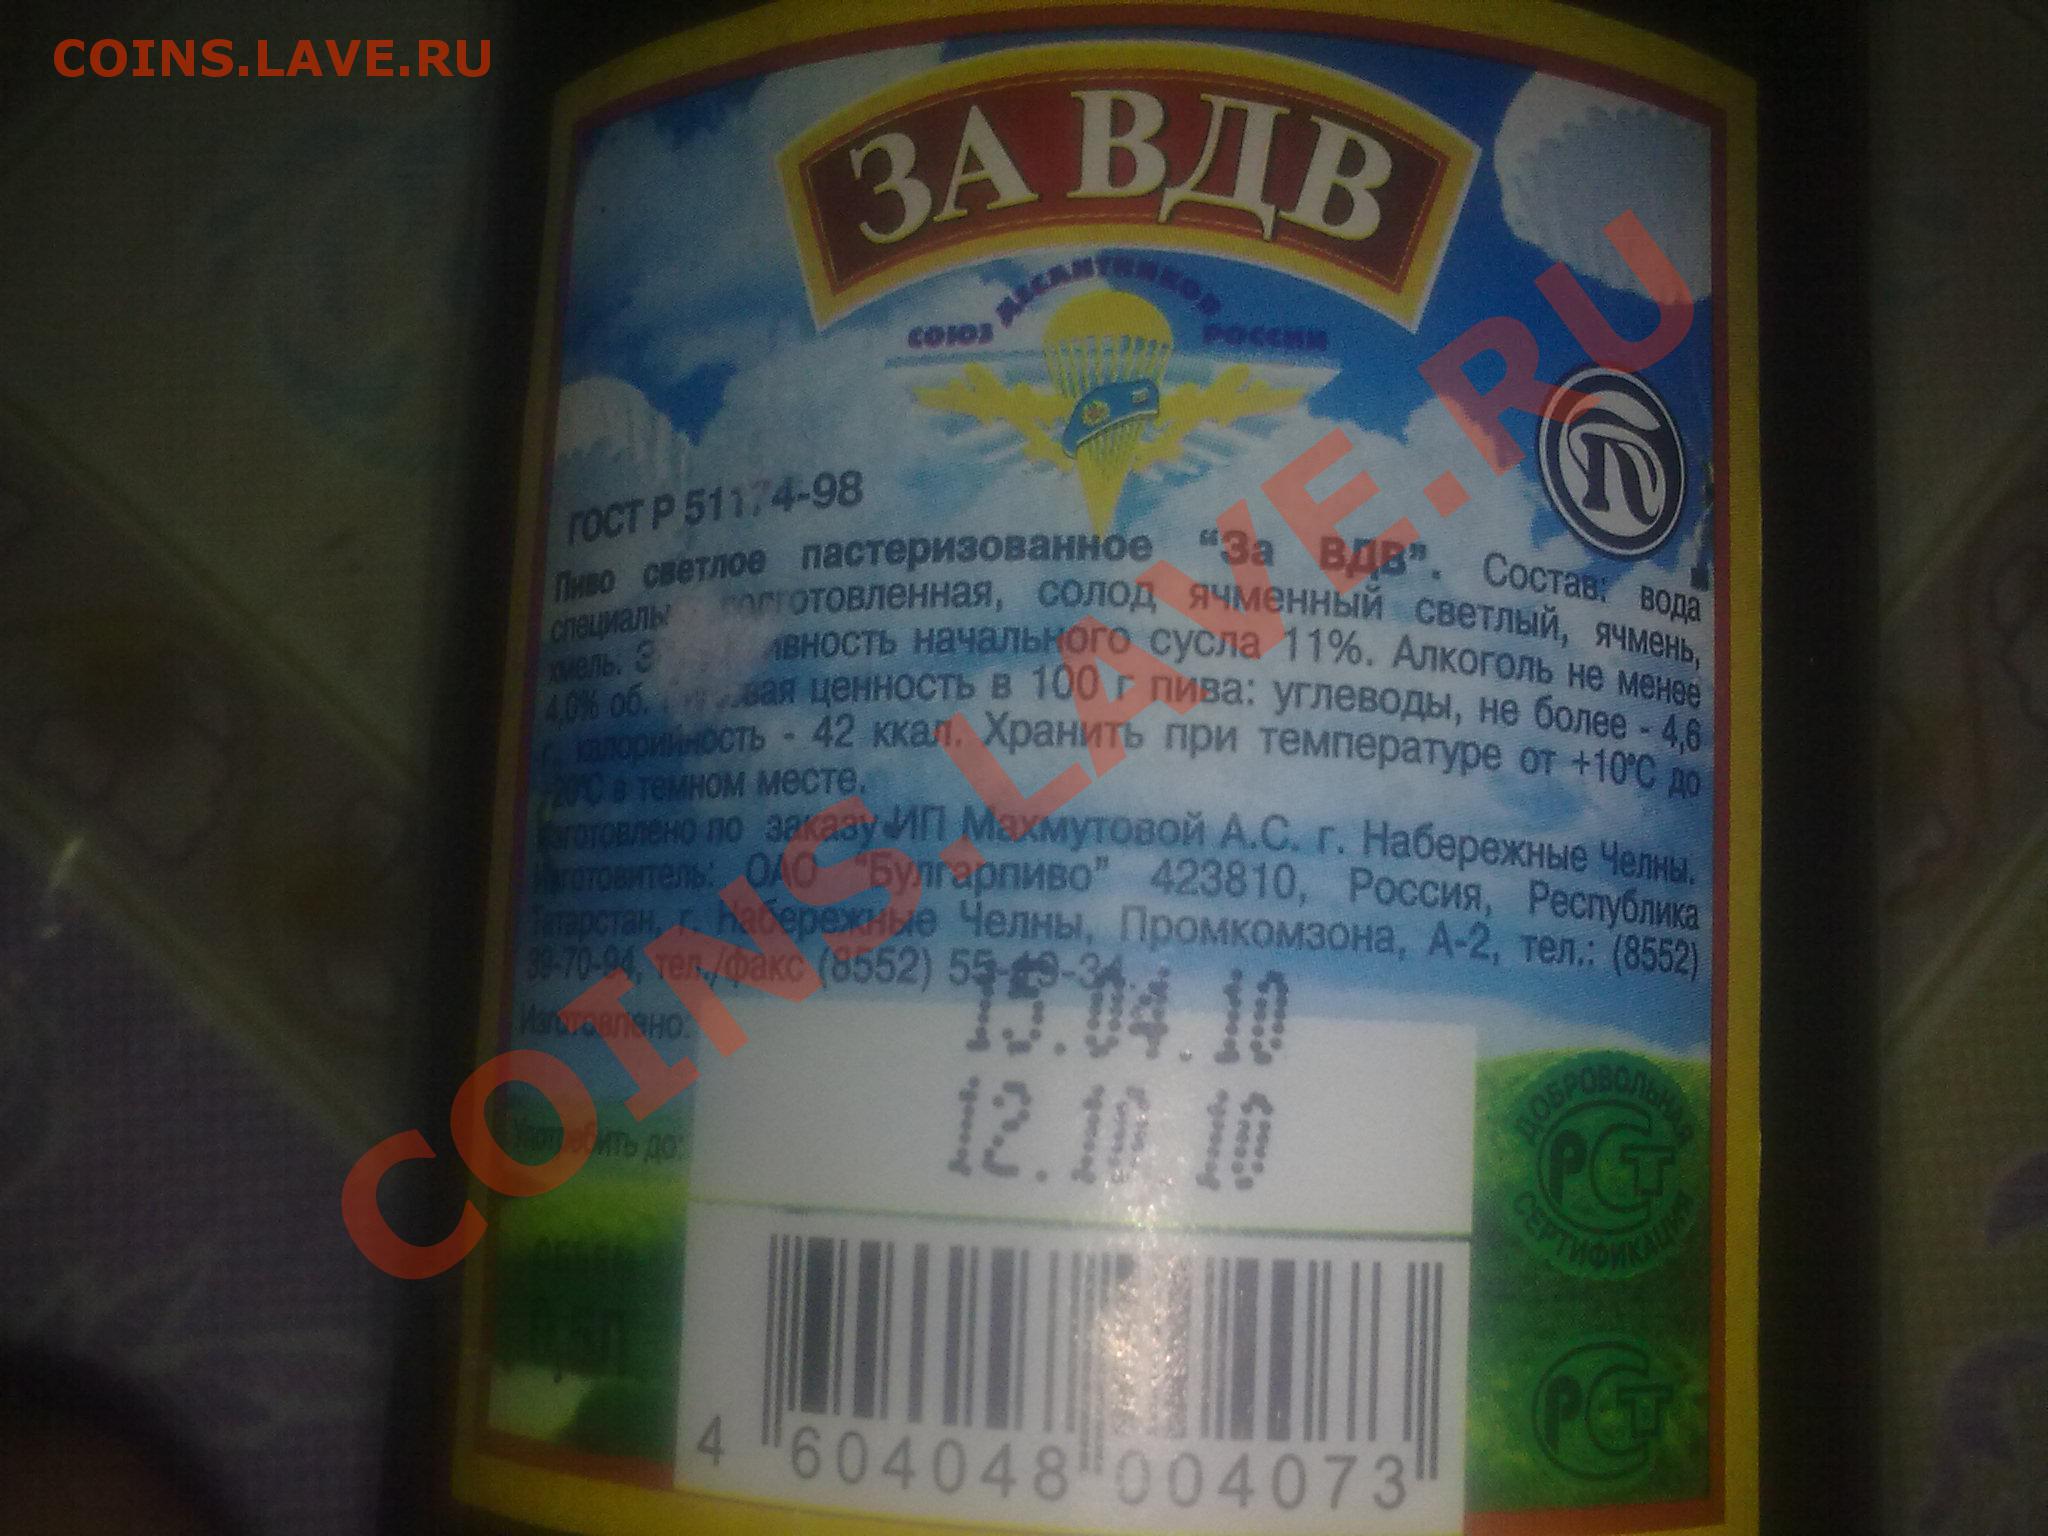 COINS.LAVE.RU
ЗА ВДВ
СОЮЗ ДЕСАНТНИКОВ РОССИИ
ГОСТ Р 51174-98
Пиво светлое пастеризованное “За ВДВ”. Состав: вода
подготовленная, солод ячменный светлый, ячмень,
хмель. начального сусла 11%. Алкоголь не менее
4,0% об. ценность в 100 г пива: углеводы, не более - 4,6
г, калорийность - 42 ккал. Хранить при температуре от +10°С до
+20°С в темном месте.
Изготовлено по заказу ИП Махмутовой А.С. г. Набережные Челны.
Изготовитель: ОАО “Булгарпиво” 423810, Россия, Республика
Татарстан, г. Набережные Челны, Промкомзона, А-2, тел.: (8552)
39-70-94, тел./факс (8552) 55-49-34
Изготовлено: 15.04.10
Употребить до: 12.10.10
ДОБРОВОЛЬНАЯ
РСТ
СЕРТИФИКАЦИЯ
РСТ
4 604048 004073
COINS.LAVE.RU